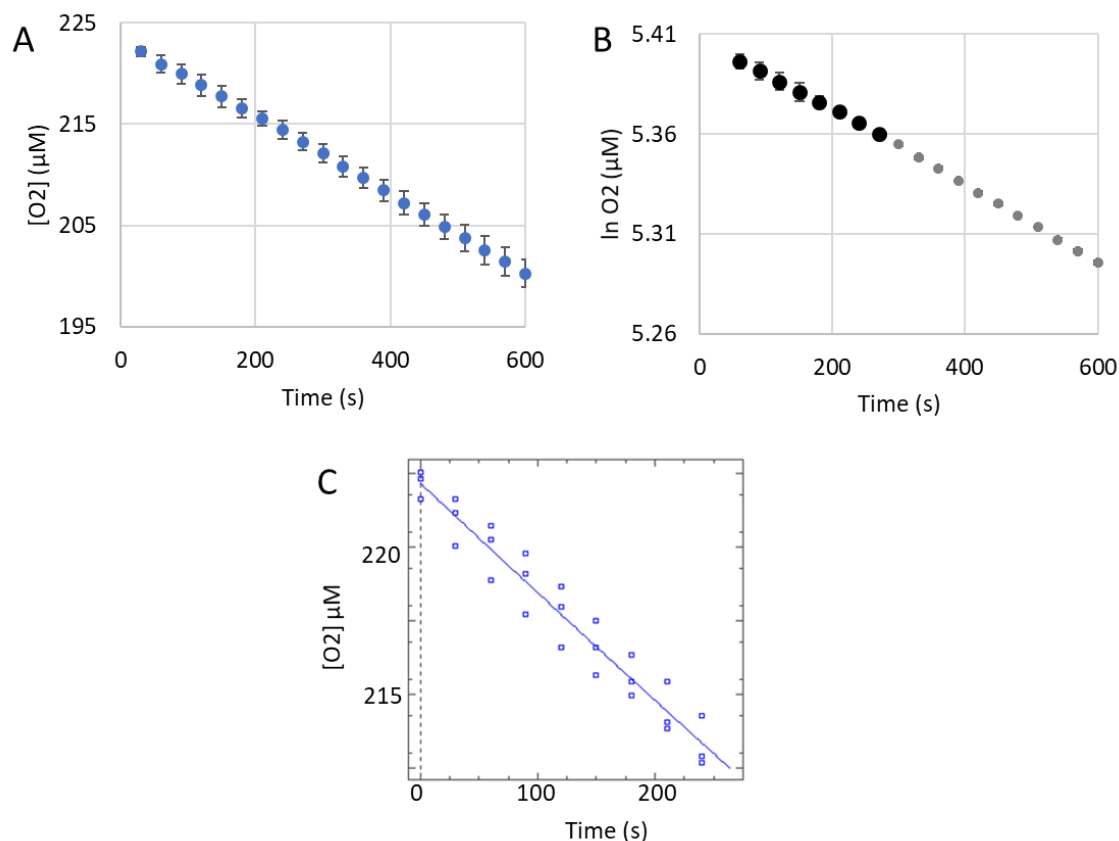 A
225
215
205
195
[O2] (µM)
0 200 400 600
Time (s)
B
5.41
5.36
5.31
5.26
ln O2 (µM)
0 200 400 600
Time (s)
C
220
215
[O2] µM
0 100 200
Time (s)